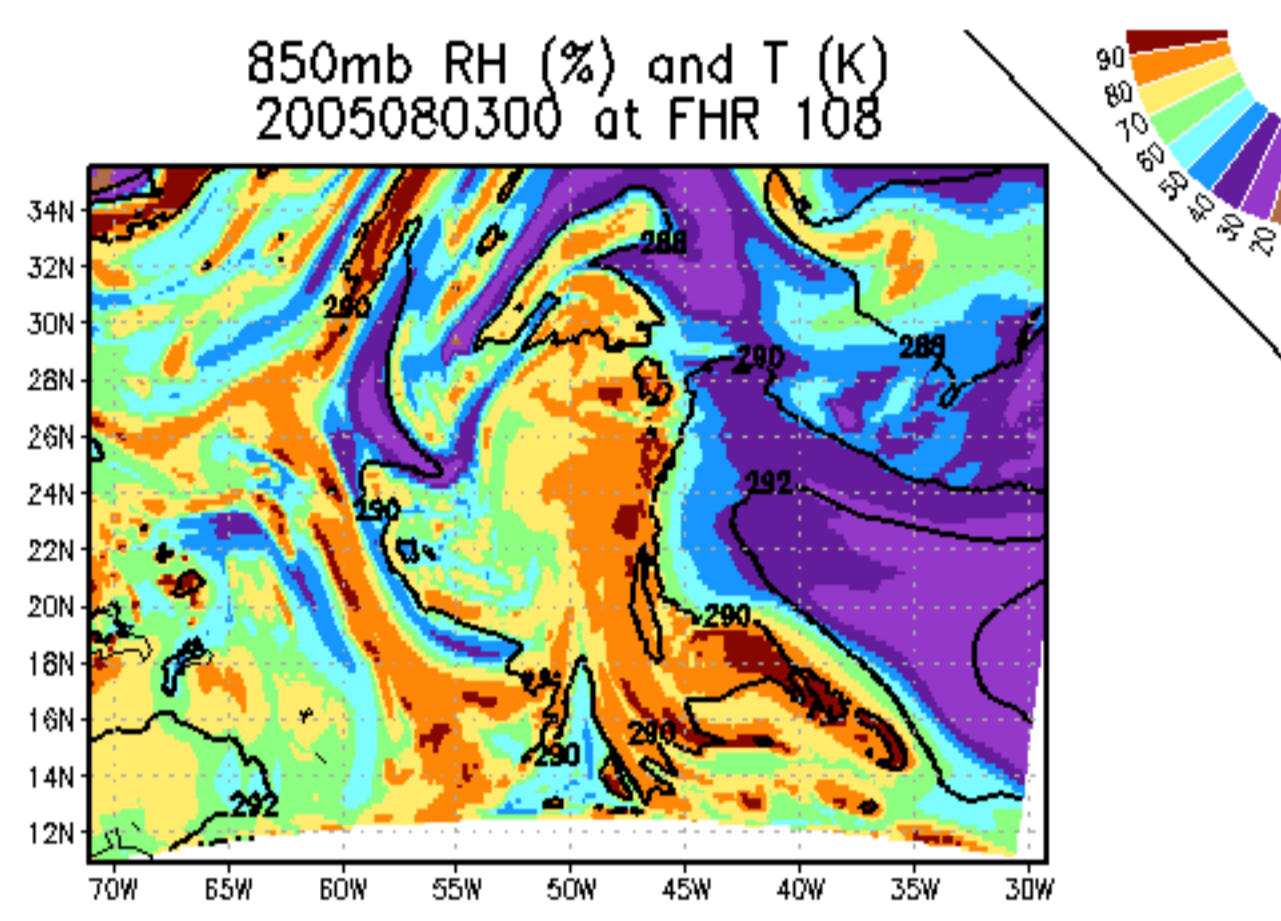 850mb RH (%) and T (K)
2005080300 at FHR 108
90
80
70
60
50
40
30
20
34N
32N
30N
28N
26N
24N
22N
20N
18N
16N
14N
12N
288
290
290
288
292
290
290
290
290
292
70W
65W
60W
55W
50W
45W
40W
35W
30W